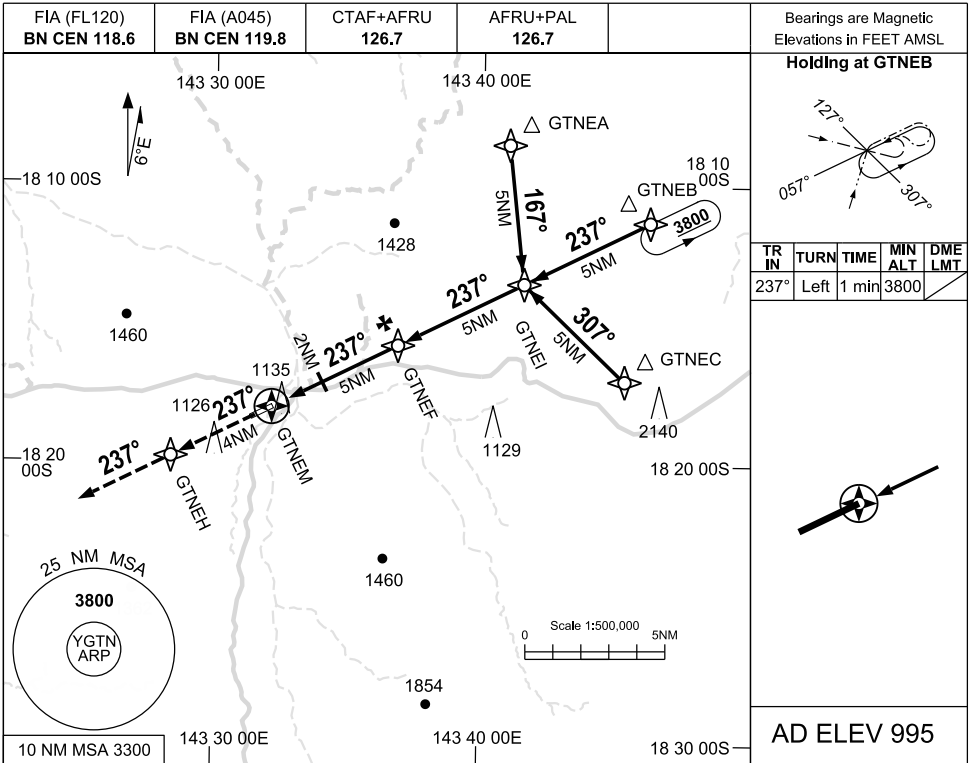 FIA (FL120)
BN CEN 118.6
FIA (A045)
BN CEN 119.8
CTAF+AFRU
126.7
AFRU+PAL
126.7
Bearings are Magnetic
Elevations in FEET AMSL
Holding at GTNEB
127°
057°
307°
TR IN
TURN
TIME
MIN ALT
DME LMT
237°
Left
1 min
3800
143 30 00E
143 40 00E
6°E
18 10 00S
18 10
00S
GTNEA
GTNEB
3800
167°
5NM
237°
5NM
1428
237°
5NM
GTNEI
307°
5NM
GTNEC
1460
2NM
237°
5NM
GTNEF
1135
1126
237°
4NM
GTNEM
2140
1129
18 20
00S
237°
GTNEH
18 20 00S
25 NM MSA
3800
YGTN
ARP
1460
Scale 1:500,000
0
5NM
1854
10 NM MSA 3300
143 30 00E
143 40 00E
18 30 00S
AD ELEV 995